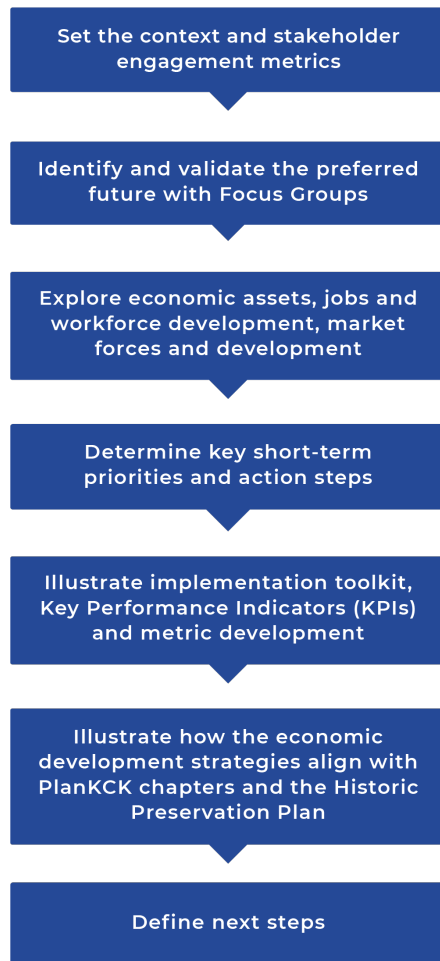 Set the context and stakeholder
engagement metrics
Identify and validate the preferred
future with Focus Groups
Explore economic assets, jobs and
workforce development, market
forces and development
Determine key short-term
priorities and action steps
Illustrate implementation toolkit,
Key Performance Indicators (KPIs)
and metric development
Illustrate how the economic
development strategies align with
PlanKCK chapters and the Historic
Preservation Plan
Define next steps